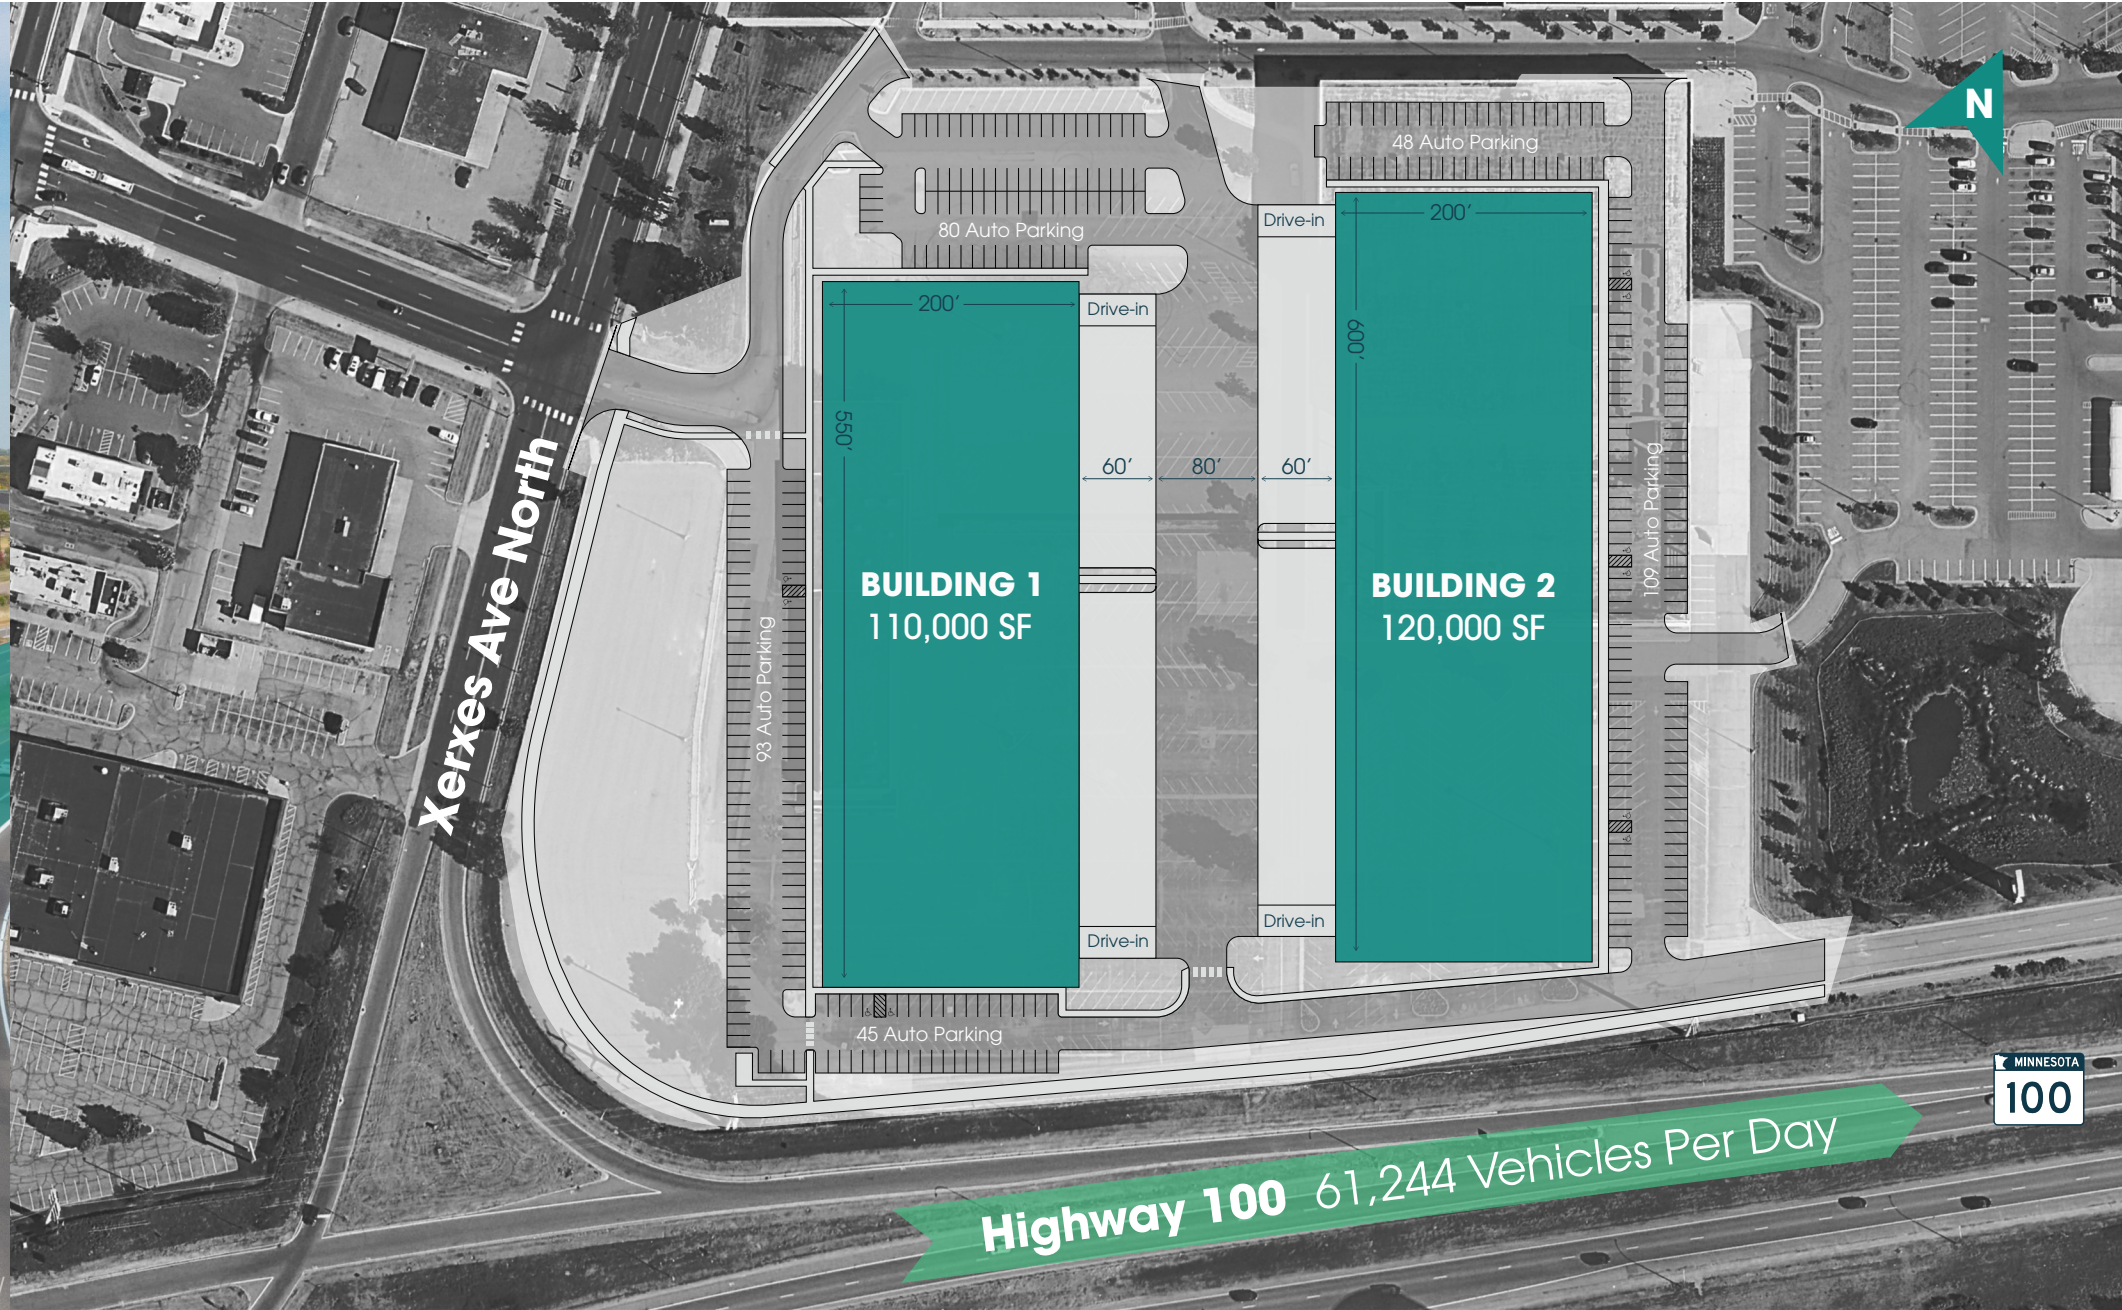 N
48 Auto Parking
80 Auto Parking
Drive-in
200'
600'
200'
550'
Drive-in
60'
80'
60'
109 Auto Parking
Xerxes Ave North
BUILDING 1
110,000 SF
BUILDING 2
120,000 SF
93 Auto Parking
Drive-in
Drive-in
45 Auto Parking
MINNESOTA
100
Highway 100 61,244 Vehicles Per Day